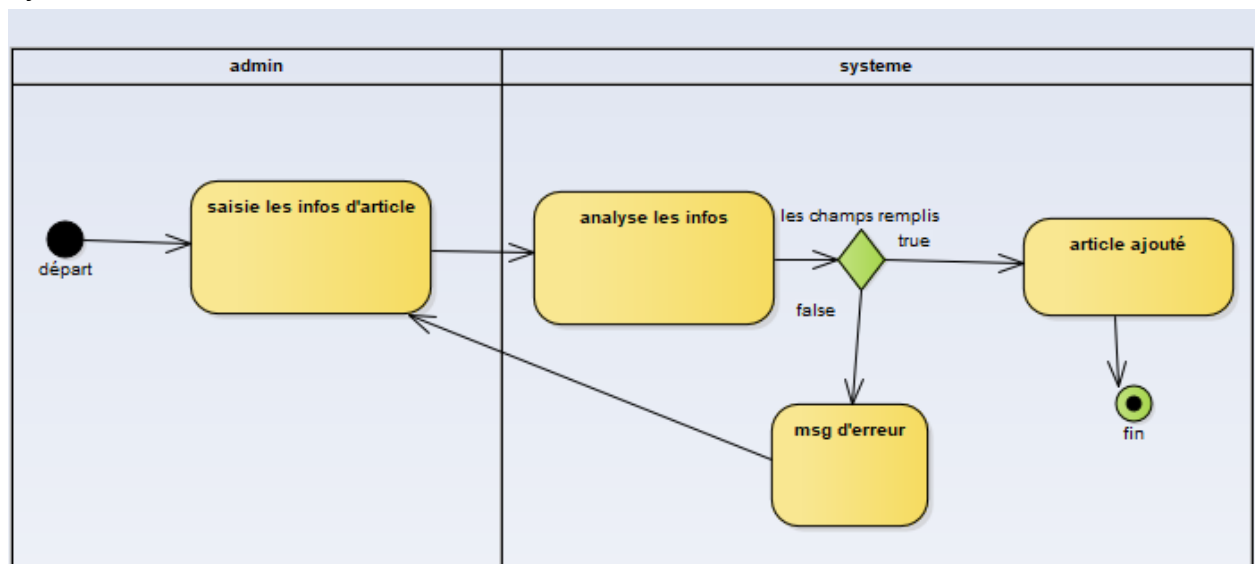 admin
systeme
saisie les infos d'article
analyse les infos
les champs remplis
true
article ajouté
départ
false
msg d'erreur
fin